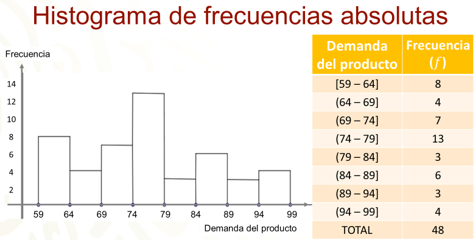 Histograma de frecuencias absolutas
Frecuencia
14
12
10
8
6
4
2
59 64 69 74 79 84 89 94 99
Demanda del producto
Demanda del producto Frecuencia (f)
[59 – 64] 8
(64 – 69] 4
(69 – 74] 7
(74 – 79] 13
(79 – 84] 3
(84 – 89] 6
(89 – 94] 3
(94 – 99] 4
TOTAL 48